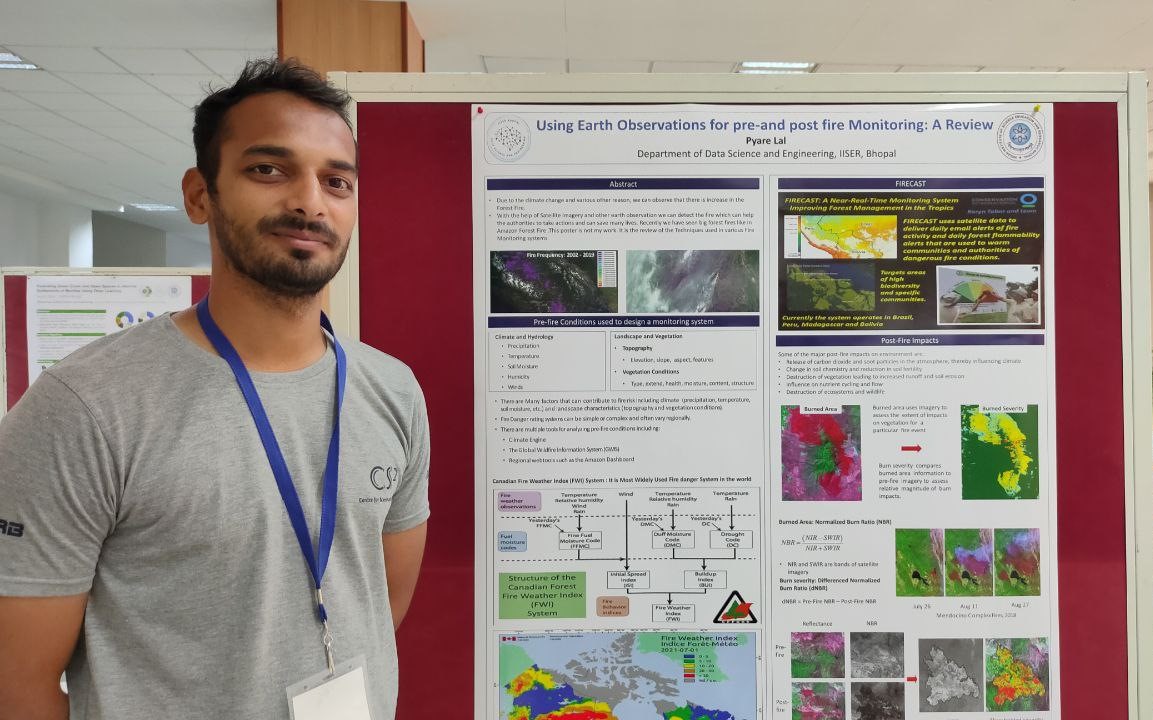 Using Earth Observations for pre-and post fire Monitoring: A Review
Pyare Lal
Department of Data Science and Engineering, IISER, Bhopal
Abstract
Due to the climate change and various other reason, we can observe that there is increase in the
Forest-Fire.
With the help of Satellite imagery and other earth observation we can detect the fire which can help
the authorities to take actions and can save many lives. Recently we have seen big forest fires like in
Amazon Forest Fire .This poster is not my work. It is the review of the Techniques used in various Fire
Monitoring systems
Fire Frequency: 2002 - 2019
Pre-fire Conditions used to design a monitoring system
Climate and Hydrology
Precipitation
Temperature
Soil Moisture
Humidity
Winds
Landscape and Vegetation
Topography
Elevation, slope, aspect, features
Vegetation Conditions
Type, extend, health, moisture, content, structure
There are Many factors that can contribute to fire risk including climate (precipitation, temperature,
soil moisture, etc.) and landscape characteristics (topography and vegetation conditions).
Fire Danger rating systems can be simple or complex and often vary regionally.
There are multiple tools for analyzing pre-fire conditions including:
Climate Engine
The Global Wildfire Information System (GWIS)
Regional web tools such as the Amazon Dashboard
Canadian Fire Weather Index (FWI) System : It is Most Widely Used Fire danger System in the world
Fire weather observations
Temperature
Relative humidity
Wind
Rain
Wind
Temperature
Relative humidity
Rain
Temperature
Rain
Yesterday's
FFMC
Yesterday's
DMC
Yesterday's
DC
Fuel moisture codes
Fine Fuel
Moisture Code
(FFMC)
Duff Moisture
Code
(DMC)
Drought
Code
(DC)
Initial Spread
Index
(ISI)
Buildup
Index
(BUI)
Structure of the
Canadian Forest
Fire Weather Index
(FWI)
System
Fire Behavior indices
Fire Weather
Index
(FWI)
Fire Weather Index
Indice Forêt-Météo
2021-07-01
FIRECAST
FIRECAST: A Near-Real-Time Monitoring System
Improving Forest Management in the Tropics
CONSERVATION
Karyn Tabor and team
FIRECAST uses satellite data to
deliver daily email alerts of fire
activity and daily forest flammability
alerts that are used to warm
communities and authorities of
dangerous fire conditions.
Targets areas
of high
biodiversity
and specific
communities.
Currently the system operates in Brazil,
Peru, Madagascar and Bolivia
Post-Fire Impacts
Some of the major post-fire impacts on environment are:
Release of carbon dioxide and soot particles in the atmosphere, thereby influencing climate
Change in soil chemistry and reduction in soil fertility
Destruction of vegetation leading to increased runoff and soil erosion
Influence on nutrient cycling and flow
Destruction of ecosystems and wildlife
Burned Area
Burned area uses imagery to
assess the extent of impacts
on vegetation for a
particular fire event
Burned Severity
Burn severity compares
burned area information to
pre-fire imagery to assess
relative magnitude of burn
impacts.
Burned Area: Normalized Burn Ratio (NBR)
NBR = (NIR − SWIR) / NIR + SWIR
NIR and SWIR are bands of satellite
imagery
Burn severity: Differenced Normalized
Burn Ratio (dNBR)
dNBR = Pre-Fire NBR – Post-Fire NBR
July 26
Aug 11
Aug 27
Mendocino Complex Fires, 2018
Reflectance
NBR
Pre-
fire
Post-
fire